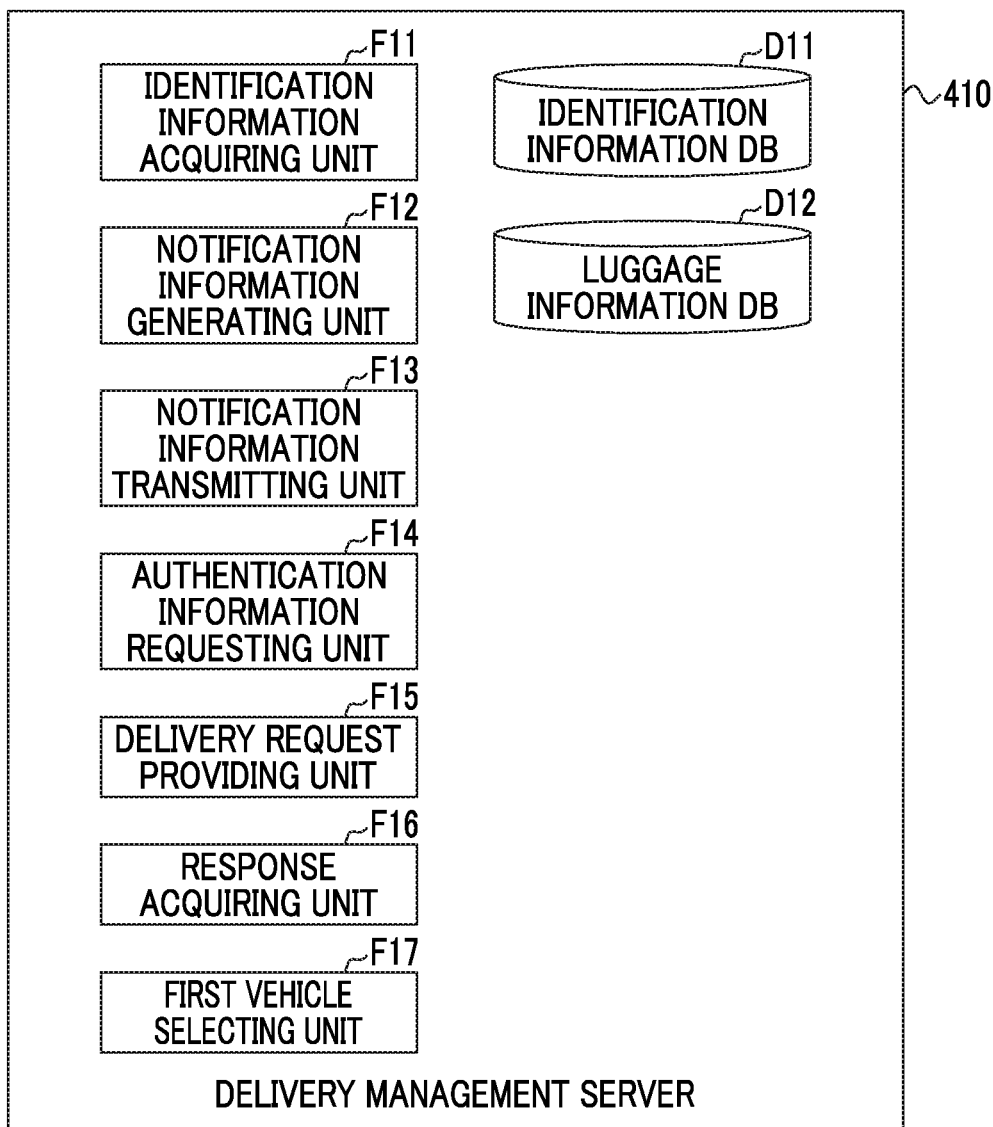 F11
IDENTIFICATION
INFORMATION
ACQUIRING UNIT
D11
IDENTIFICATION
INFORMATION DB
410
F12
NOTIFICATION
INFORMATION
GENERATING UNIT
D12
LUGGAGE
INFORMATION DB
F13
NOTIFICATION
INFORMATION
TRANSMITTING UNIT
F14
AUTHENTICATION
INFORMATION
REQUESTING UNIT
F15
DELIVERY REQUEST
PROVIDING UNIT
F16
RESPONSE
ACQUIRING UNIT
F17
FIRST VEHICLE
SELECTING UNIT
DELIVERY MANAGEMENT SERVER